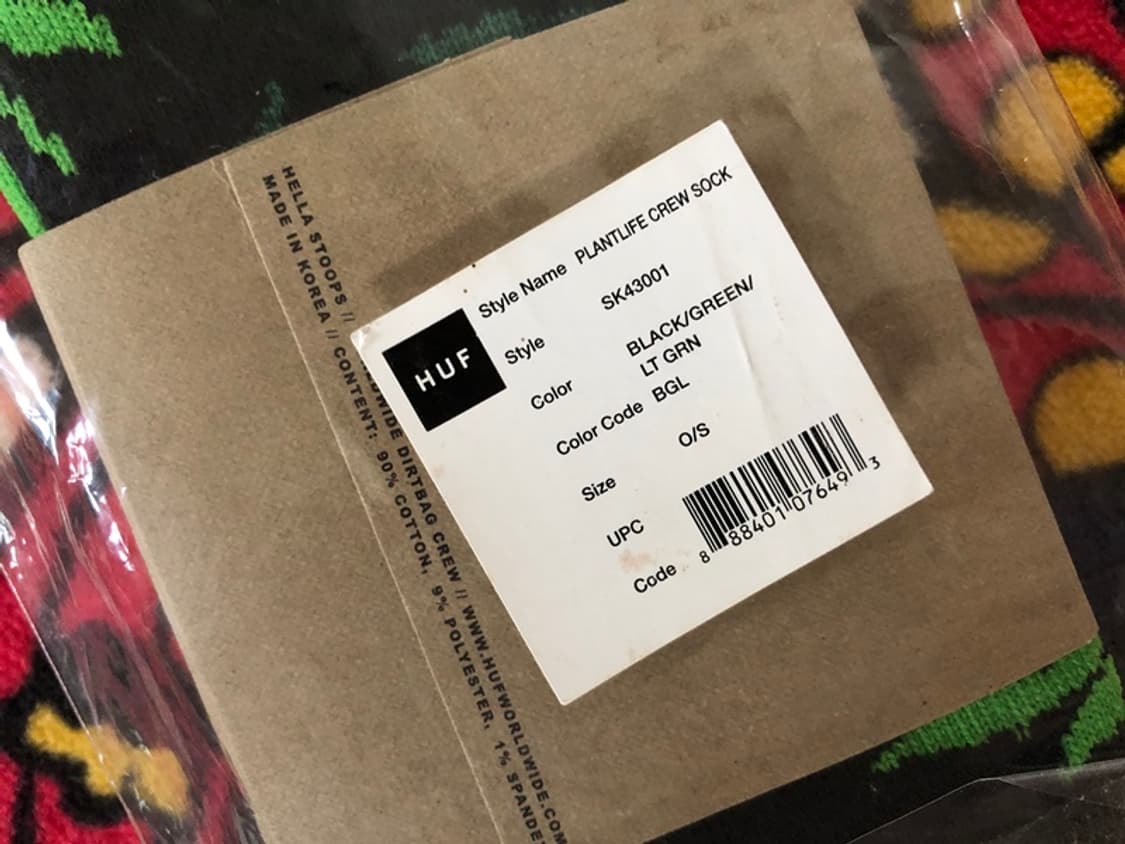 HELLA STOOPS //
DIRTBAG CREW // WWW.HUFWORLDWIDE.COM
MADE IN KOREA // CONTENT: 90% COTTON, 9% POLYESTER, 1%
HUF
Style Name PLANTLIFE CREW SOCK
Style SK43001
Color BLACK/GREEN/
LT GRN
Color Code BGL
Size O/S
UPC
Code 8 88401 07649 3